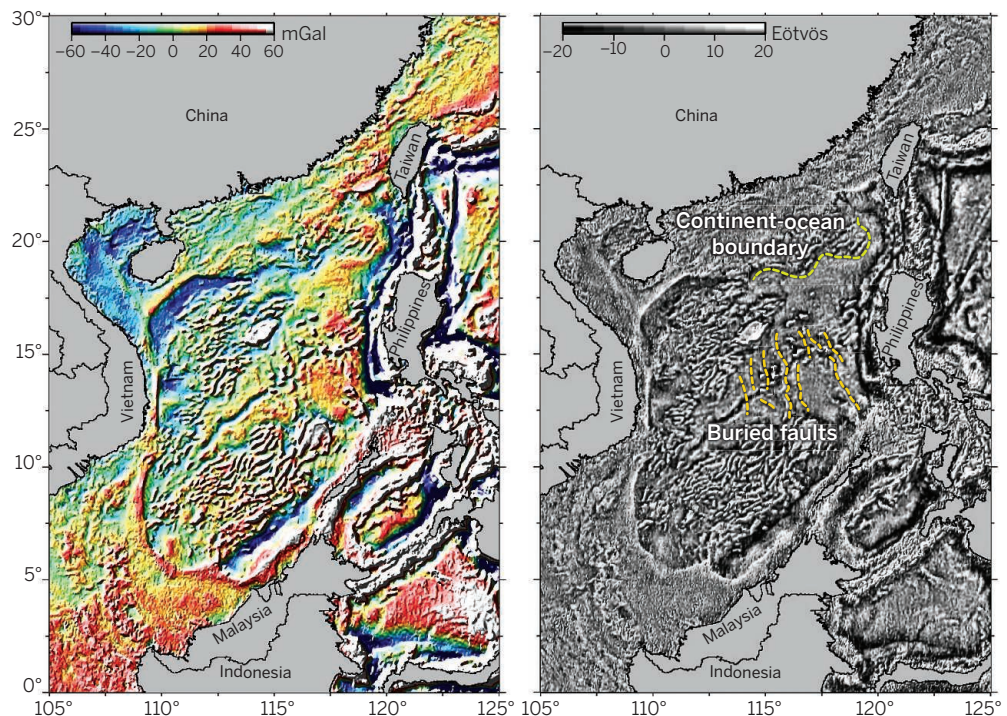 30°
25°
20°
15°
10°
5°
0°
−60 −40 −20 0 20 40 60
mGal
China
Taiwan
Philippines
Vietnam
Malaysia
Indonesia
105° 110° 115° 120° 125°
−20 −10 0 10 20
Eötvös
China
Taiwan
Continent-ocean
boundary
Philippines
Vietnam
Buried faults
Malaysia
Indonesia
105° 110° 115° 120° 125°